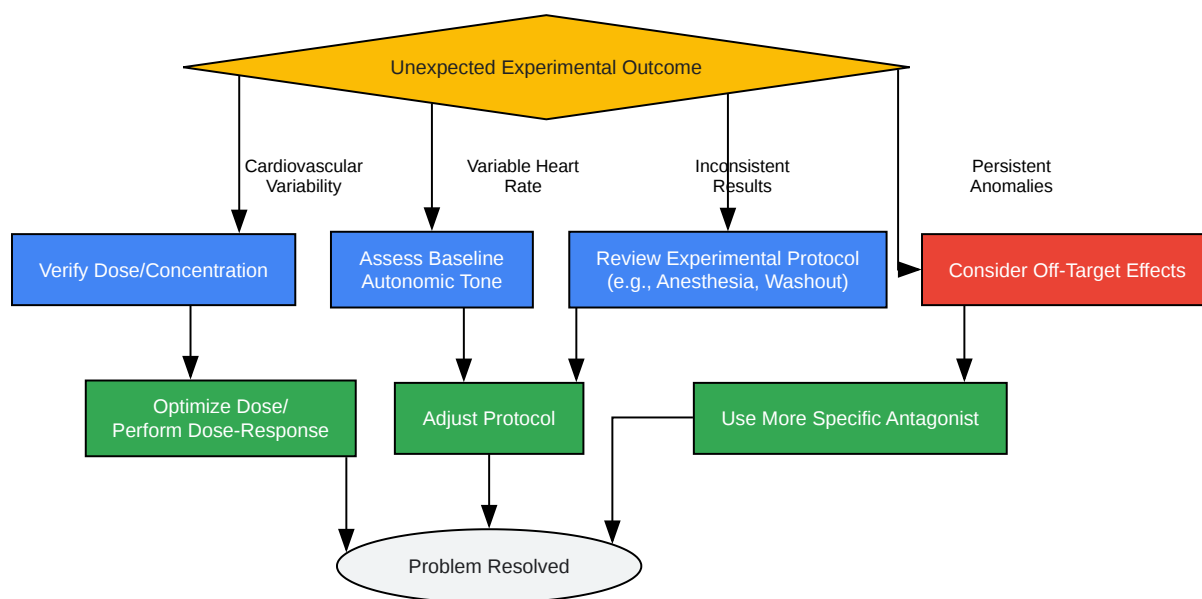 Unexpected Experimental Outcome
Cardiovascular
Variability
Variable Heart
Rate
Inconsistent
Results
Persistent
Anomalies
Verify Dose/Concentration
Assess Baseline
Autonomic Tone
Review Experimental Protocol
(e.g., Anesthesia, Washout)
Consider Off-Target Effects
Optimize Dose/
Perform Dose-Response
Adjust Protocol
Use More Specific Antagonist
Problem Resolved